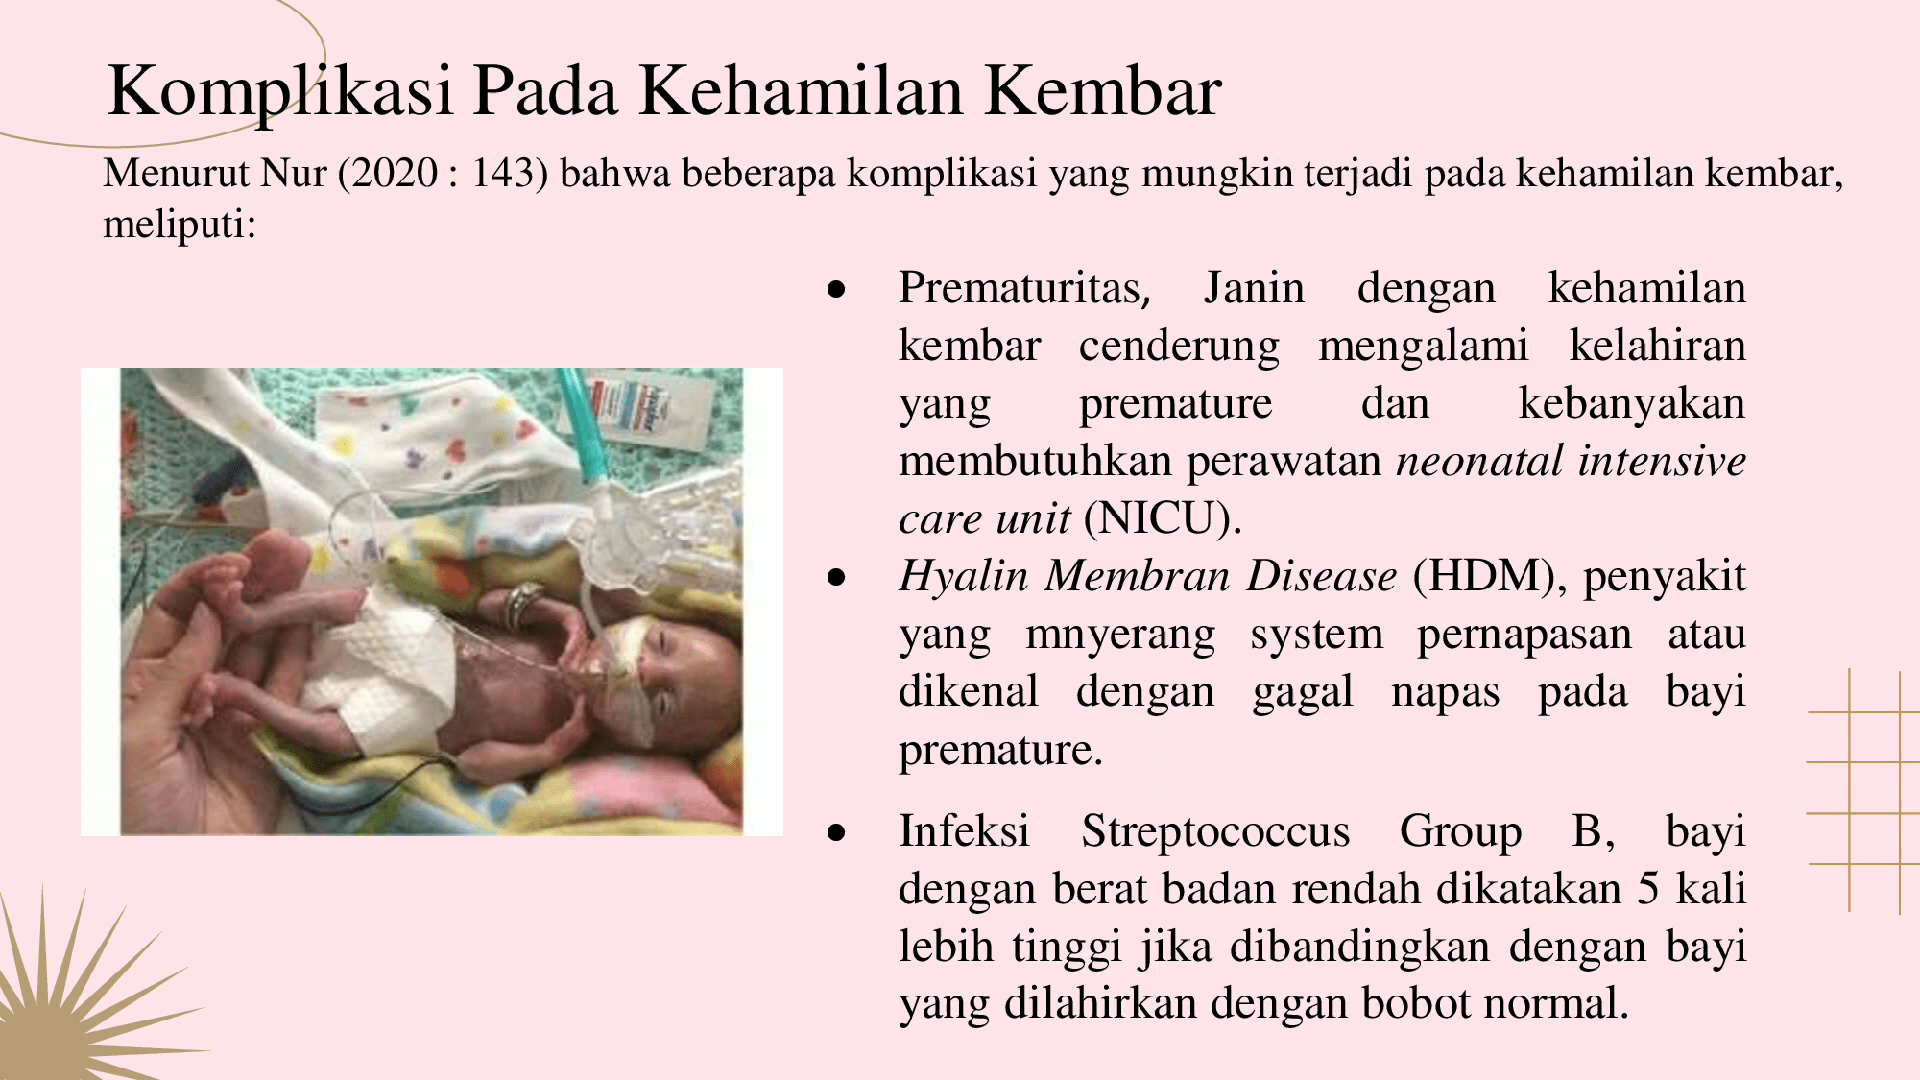 Komplikasi Pada Kehamilan Kembar
Menurut Nur (2020 : 143) bahwa beberapa komplikasi yang mungkin terjadi pada kehamilan kembar,
meliputi:
● Prematuritas, Janin dengan kehamilan
kembar cenderung mengalami kelahiran
yang premature dan kebanyakan
membutuhkan perawatan neonatal intensive
care unit (NICU).
● Hyalin Membran Disease (HDM), penyakit
yang mnyerang system pernapasan atau
dikenal dengan gagal napas pada bayi
premature.
● Infeksi Streptococcus Group B, bayi
dengan berat badan rendah dikatakan 5 kali
lebih tinggi jika dibandingkan dengan bayi
yang dilahirkan dengan bobot normal.